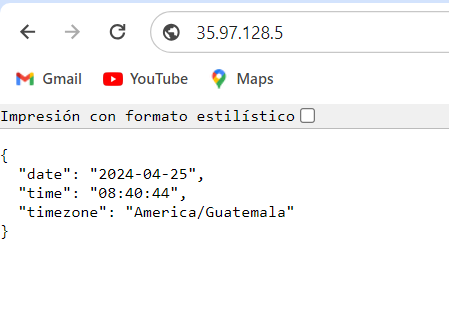 35.97.128.5
Gmail YouTube Maps
Impresión con formato estilístico
{
  "date": "2024-04-25",
  "time": "08:40:44",
  "timezone": "America/Guatemala"
}